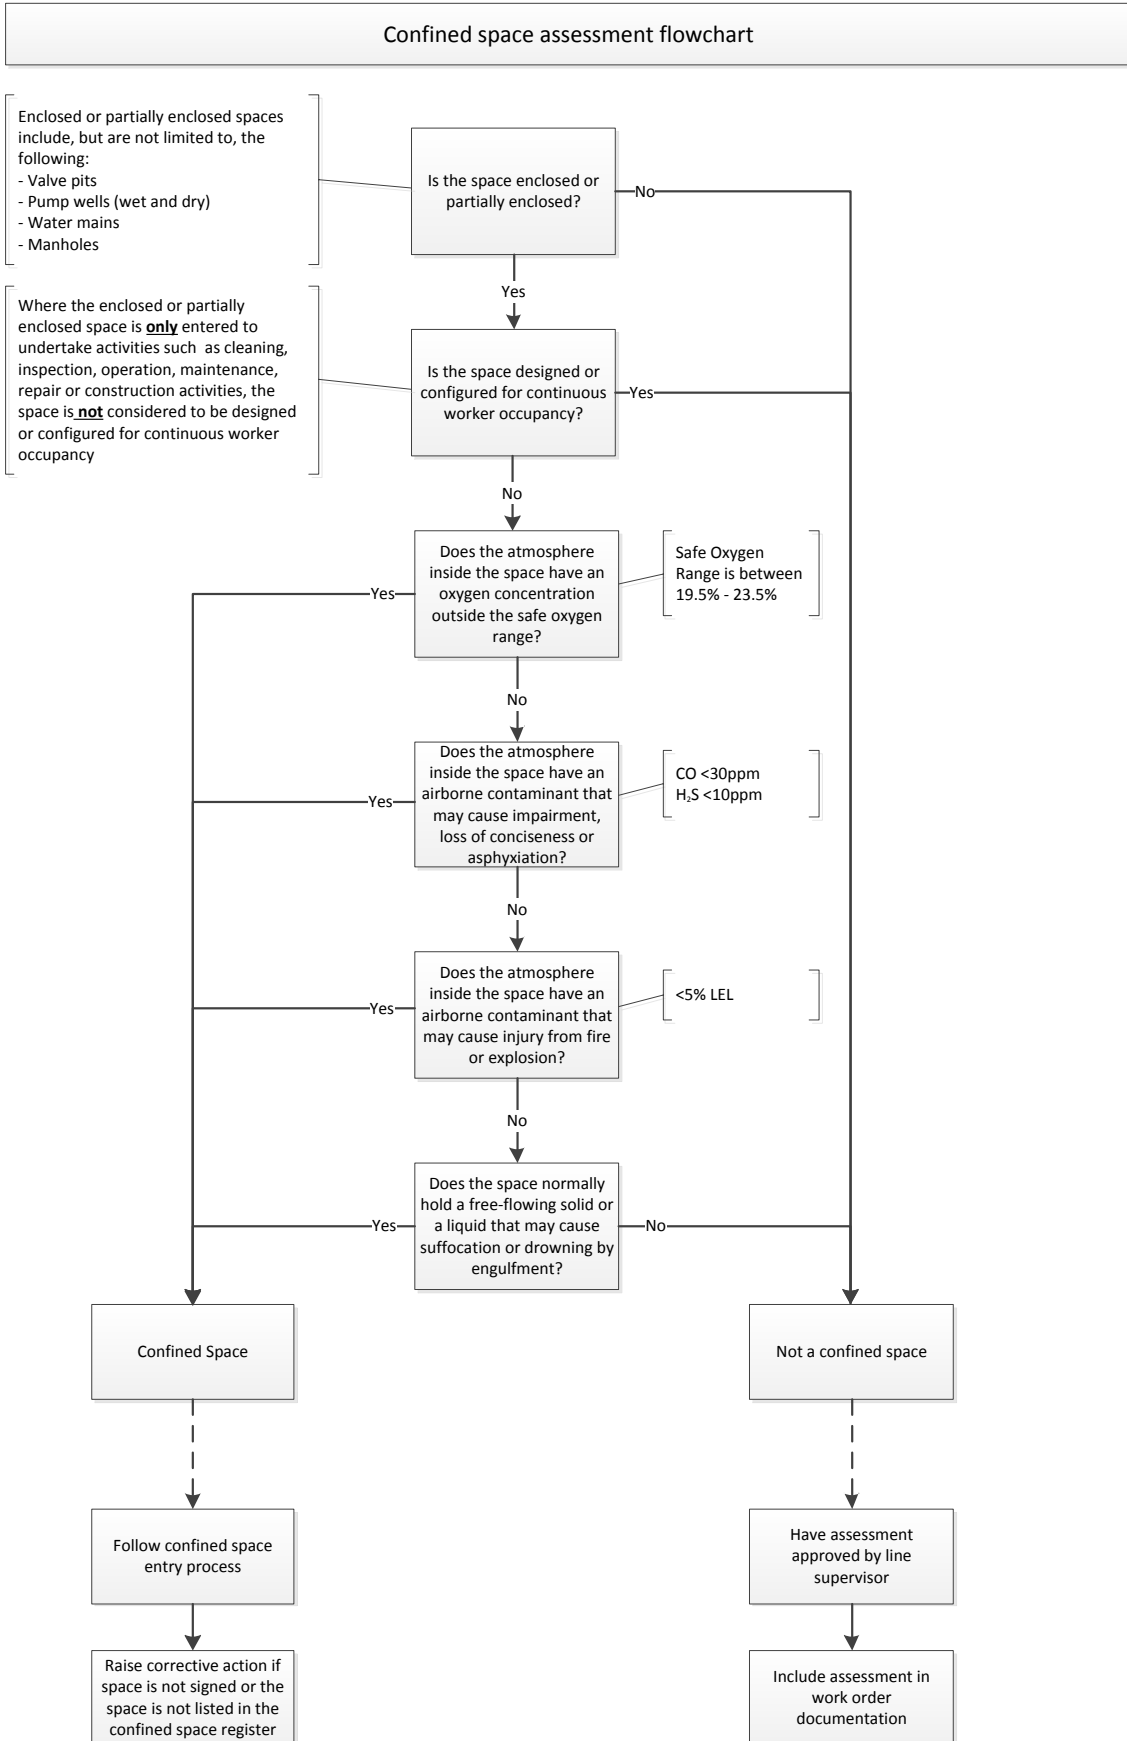 Confined space assessment flowchart
Enclosed or partially enclosed spaces
include, but are not limited to, the
following:
- Valve pits
- Pump wells (wet and dry)
- Water mains
- Manholes
Is the space enclosed or
partially enclosed?
No
Yes
Where the enclosed or partially
enclosed space is only entered to
undertake activities such as cleaning,
inspection, operation, maintenance,
repair or construction activities, the
space is not considered to be designed
or configured for continuous worker
occupancy
Is the space designed or
configured for continuous
worker occupancy?
Yes
No
Does the atmosphere
inside the space have an
oxygen concentration
outside the safe oxygen
range?
Yes
Safe Oxygen
Range is between
19.5% - 23.5%
No
Does the atmosphere
inside the space have an
airborne contaminant that
may cause impairment,
loss of conciseness or
asphyxiation?
Yes
CO <30ppm
H₂S <10ppm
No
Does the atmosphere
inside the space have an
airborne contaminant that
may cause injury from fire
or explosion?
Yes
<5% LEL
No
Does the space normally
hold a free-flowing solid or
a liquid that may cause
suffocation or drowning by
engulfment?
Yes
No
Confined Space
Not a confined space
Follow confined space
entry process
Have assessment
approved by line
supervisor
Raise corrective action if
space is not signed or the
space is not listed in the
confined space register
Include assessment in
work order
documentation